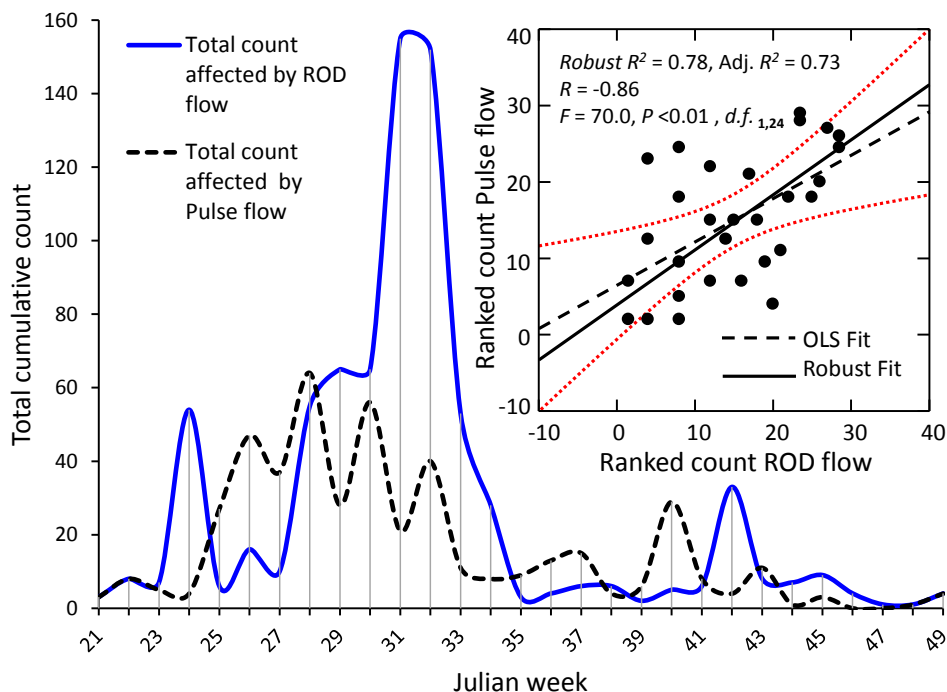 Total cumulative count
160
140
120
100
80
60
40
20
0
21
23
25
27
29
31
33
35
37
39
41
43
45
47
49
Julian week
Total count
affected by ROD
flow
Total count
affected by
Pulse flow
Ranked count Pulse flow
40
30
20
10
0
-10
-10
0
10
20
30
40
Ranked count ROD flow
Robust R² = 0.78, Adj. R² = 0.73
R = -0.86
F = 70.0, P <0.01 , d.f. 1,24
OLS Fit
Robust Fit